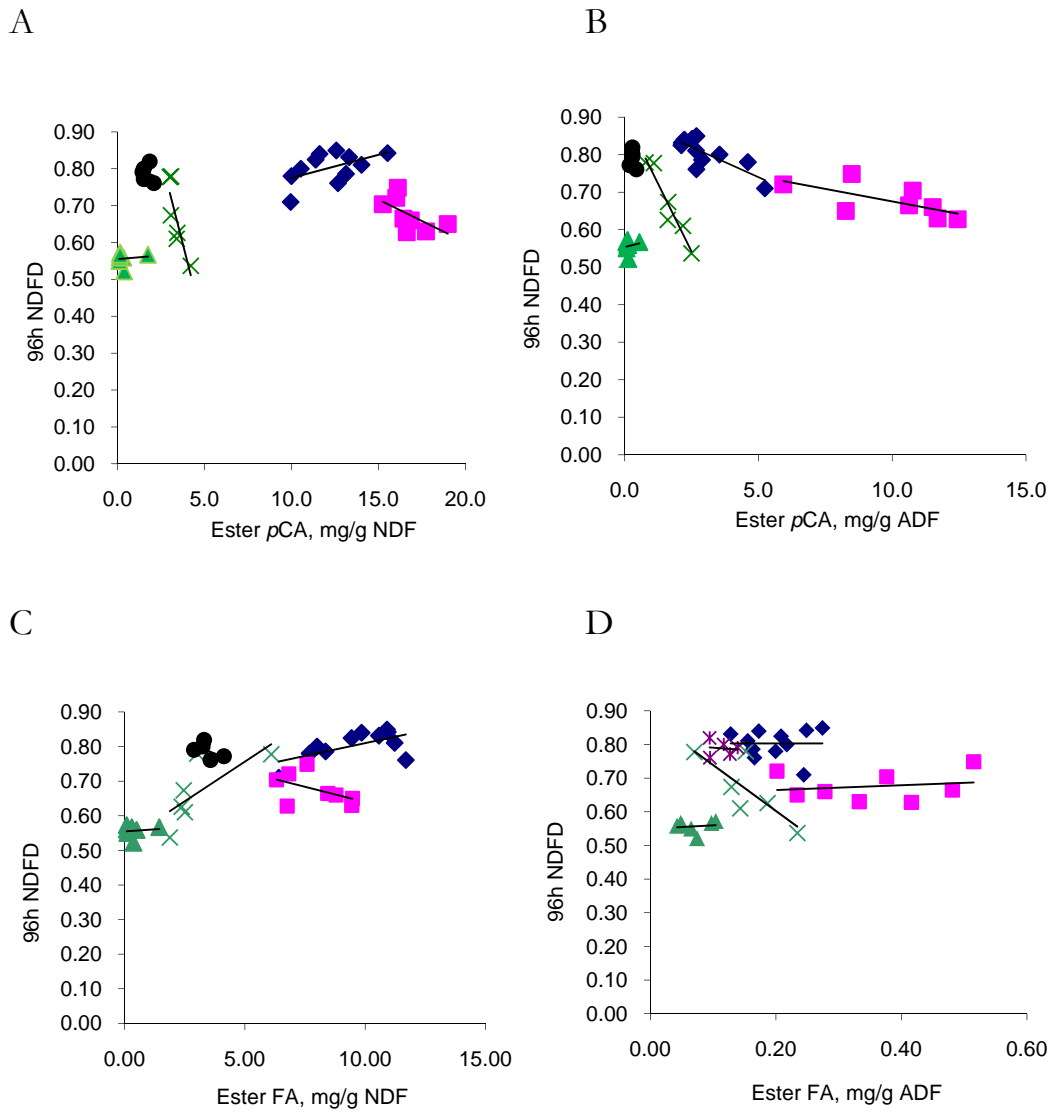 A
B
0.90
0.80
0.70
0.60
0.50
0.40
0.30
0.20
0.10
0.00
96h NDFD
0.0 5.0 10.0 15.0 20.0
Ester pCA, mg/g NDF
0.90
0.80
0.70
0.60
0.50
0.40
0.30
0.20
0.10
0.00
96h NDFD
0.0 5.0 10.0 15.0
Ester pCA, mg/g ADF
C
D
0.90
0.80
0.70
0.60
0.50
0.40
0.30
0.20
0.10
0.00
96h NDFD
0.00 5.00 10.00 15.00
Ester FA, mg/g NDF
0.90
0.80
0.70
0.60
0.50
0.40
0.30
0.20
0.10
0.00
96h NDFD
0.00 0.20 0.40 0.60
Ester FA, mg/g ADF